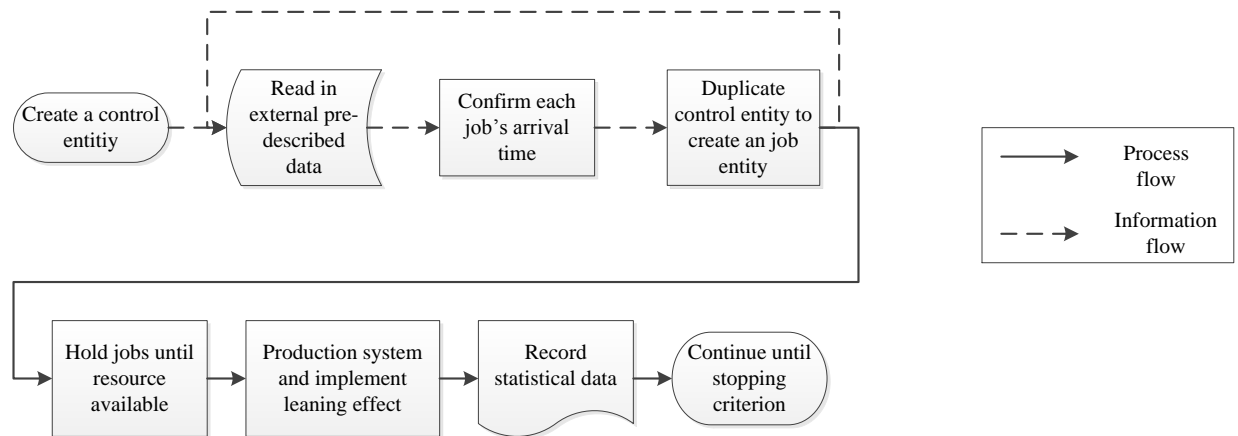 Create a control
entitiy
Read in
external pre-
described
data
Confirm each
job's arrival
time
Duplicate
control entity to
create an job
entity
Process
flow
Information
flow
Hold jobs until
resource
available
Production system
and implement
leaning effect
Record
statistical data
Continue until
stopping
criterion